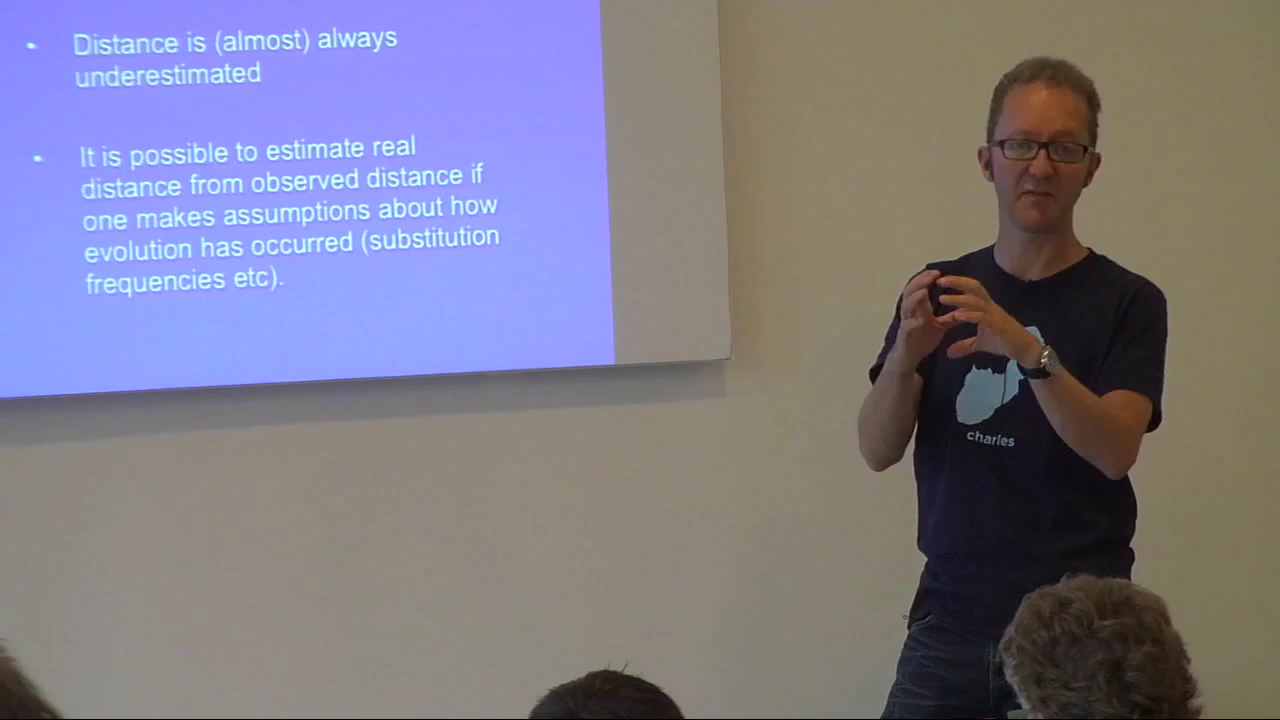 Distance is (almost) always
underestimated
It is possible to estimate real
distance from observed distance if
one makes assumptions about how
evolution has occurred (substitution
frequencies etc).
charles